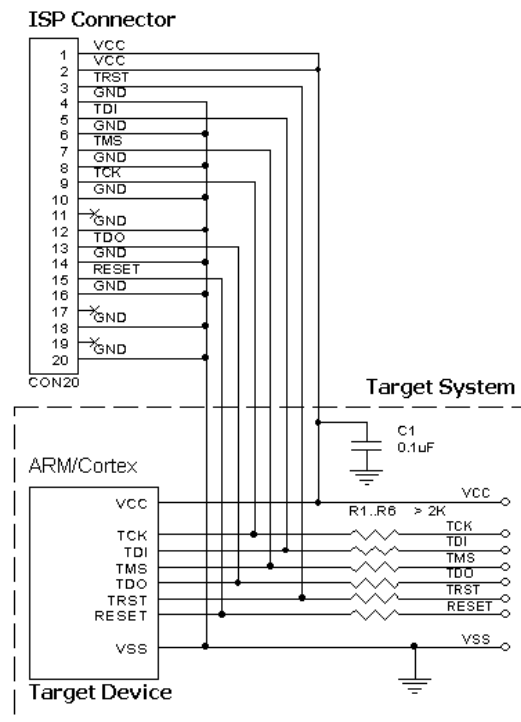 ISP Connector
1 VCC
2 VCC
3 TRST
4 GND
5 TDI
6 GND
7 TMS
8 GND
9 TCK
10 GND
11
12 GND
13 TDO
14 GND
15 RESET
16 GND
17
18 GND
19
20 GND
CON20
Target System
C1
0.1uF
ARM/Cortex
VCC VCC
R1..R6 > 2K
TCK TCK
TDI TDI
TMS TMS
TDO TDO
TRST TRST
RESET RESET
VSS VSS
Target Device